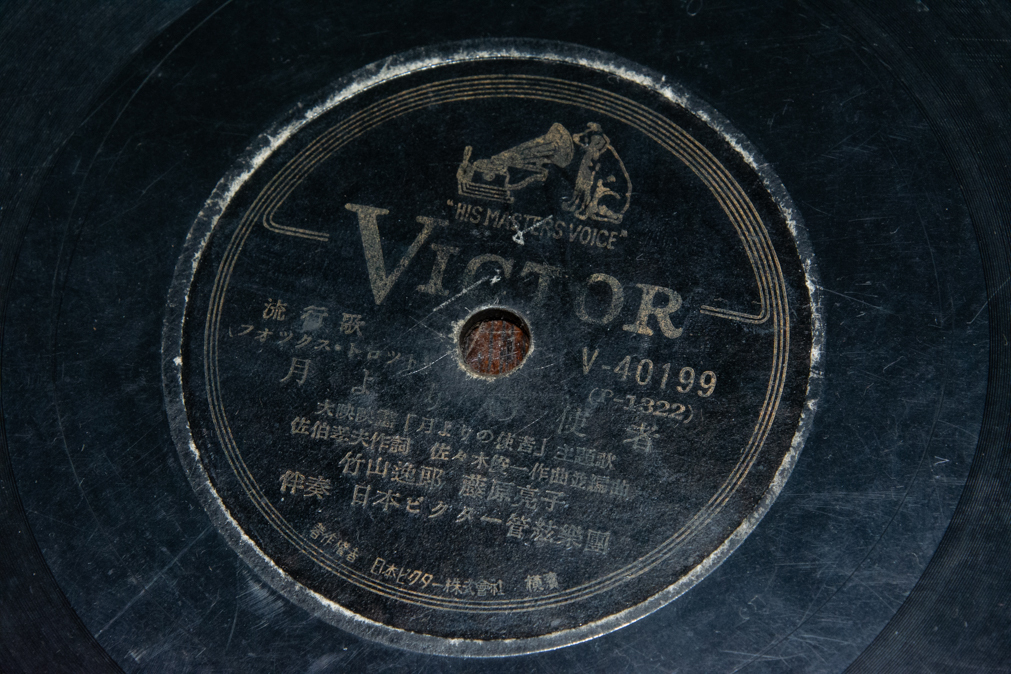 "HIS MASTER'S VOICE"
VICTOR
流行歌
フォックス・トロット
V-40199
(P-1322)
月よ 使者
大映映畫「月よりの使者」主題歌
佐伯孝夫作詞 佐々木俊一作曲並編曲
竹山逸郎 藤原亮子
伴奏 日本ビクター管絃樂團
日本ビクター株式會社 横濱